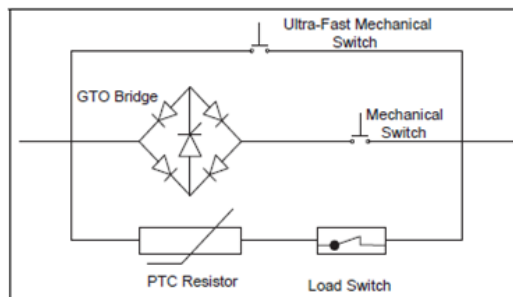 Ultra-Fast Mechanical
Switch
GTO Bridge
Mechanical
Switch
PTC Resistor
Load Switch